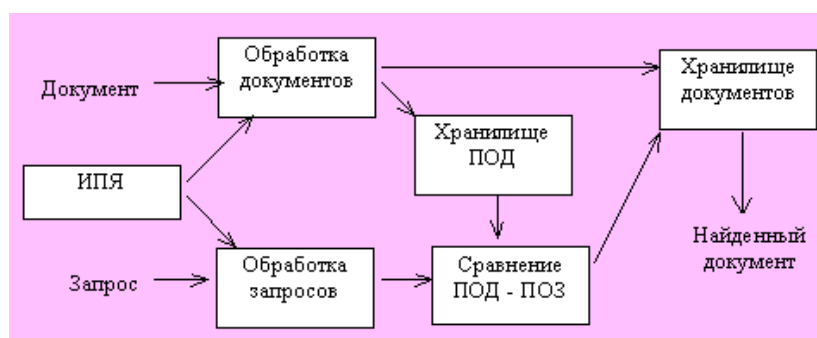 Документ
Обработка
документов
Хранилище
документов
Хранилище
ПОД
ИПЯ
Найденный
документ
Запрос
Обработка
запросов
Сравнение
ПОД - ПОЗ